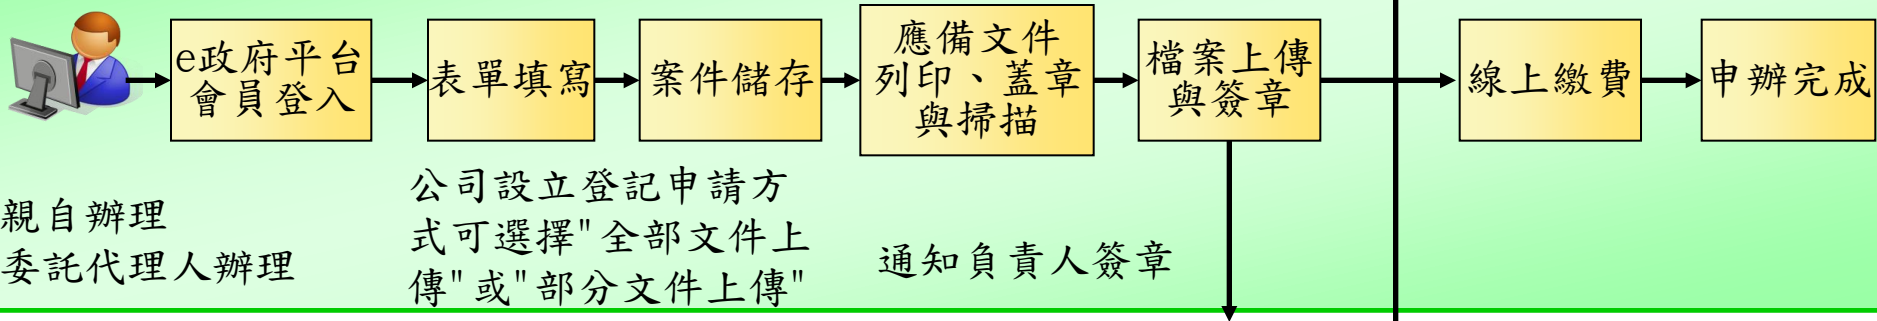 e政府平台
會員登入
表單填寫
案件儲存
應備文件
列印、蓋章
與掃描
檔案上傳
與簽章
線上繳費
申辦完成
親自辦理
委託代理人辦理
公司設立登記申請方
式可選擇"全部文件上
傳"或"部分文件上傳"
通知負責人簽章